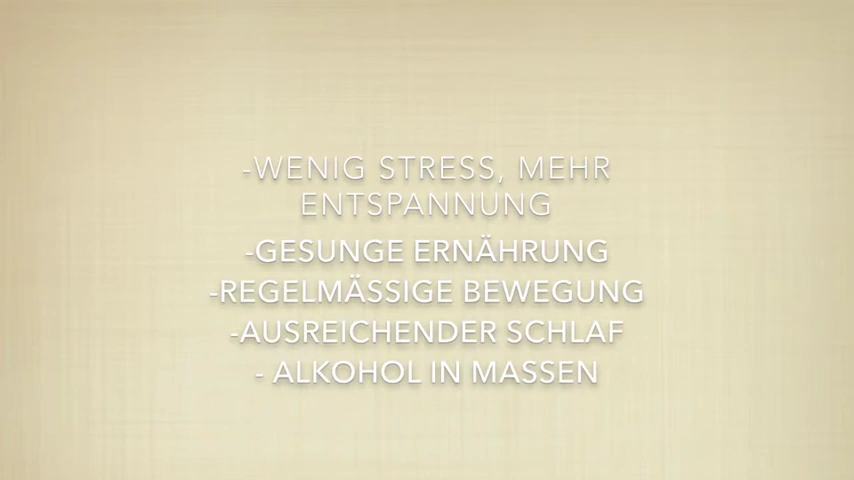 -WENIG STRESS, MEHR
ENTSPANNUNG
-GESUNGE ERNÄHRUNG
-REGELMÄSSIGE BEWEGUNG
-AUSREICHENDER SCHLAF
- ALKOHOL IN MASSEN